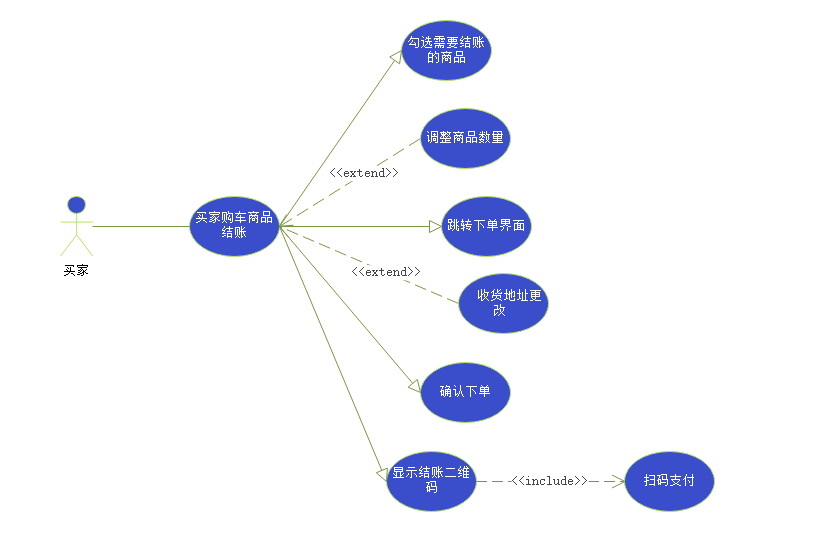 勾选需要结账
的商品
调整商品数量
<<extend>>
买家购车商品
结账
跳转下单界面
买家
<<extend>>
收货地址更
改
确认下单
显示结账二维
码
<<include>>
扫码支付